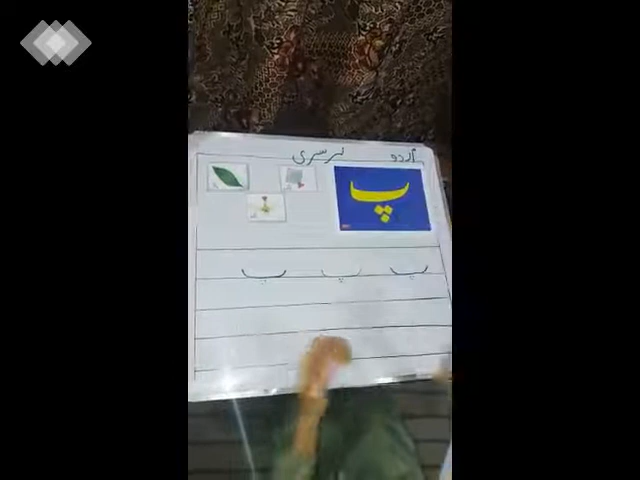 اُردو نرسری
پ
پ پ پ